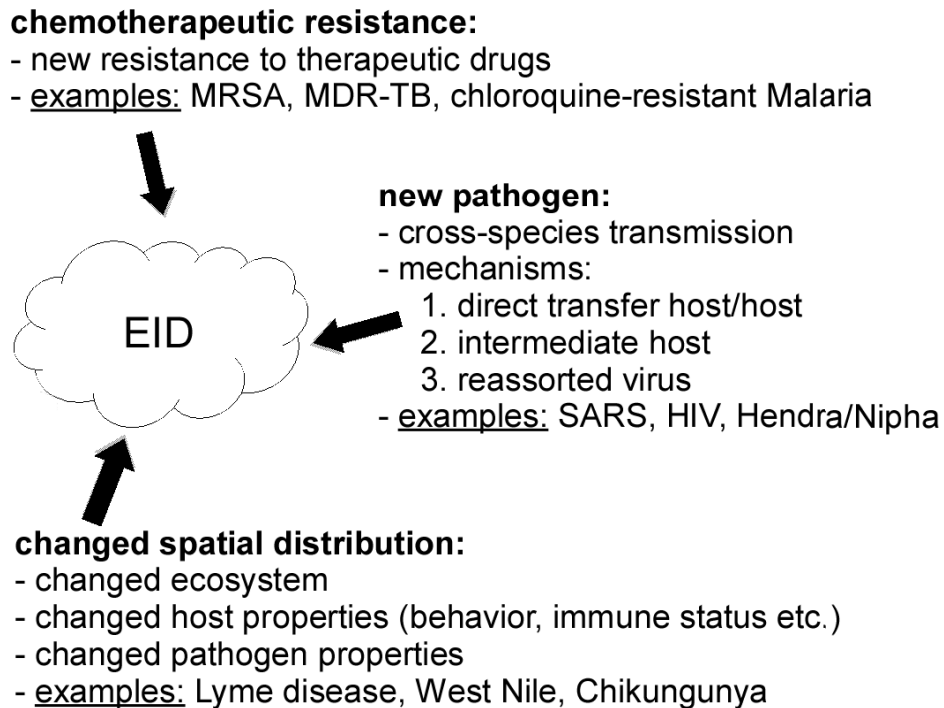 chemotherapeutic resistance:
- new resistance to therapeutic drugs
- examples: MRSA, MDR-TB, chloroquine-resistant Malaria
new pathogen:
- cross-species transmission
- mechanisms:
1. direct transfer host/host
2. intermediate host
3. reassorted virus
- examples: SARS, HIV, Hendra/Nipha
EID
changed spatial distribution:
- changed ecosystem
- changed host properties (behavior, immune status etc.)
- changed pathogen properties
- examples: Lyme disease, West Nile, Chikungunya